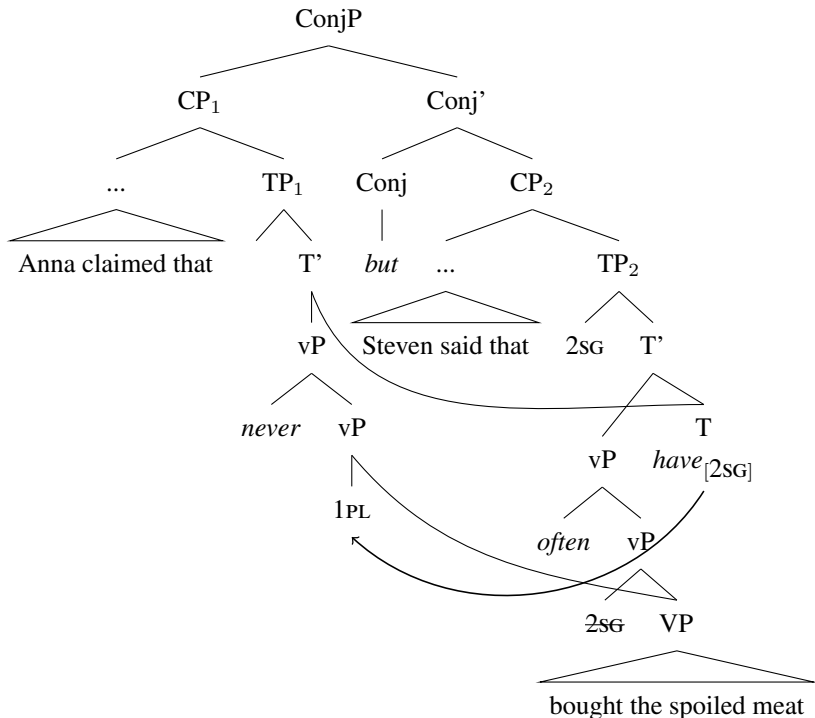 ConjP
CP₁ Conj'
... TP₁ Conj CP₂
Anna claimed that T' but ... TP₂
vP Steven said that 2SG T'
never vP T
vP have[2SG]
1PL often vP
2SG VP
bought the spoiled meat